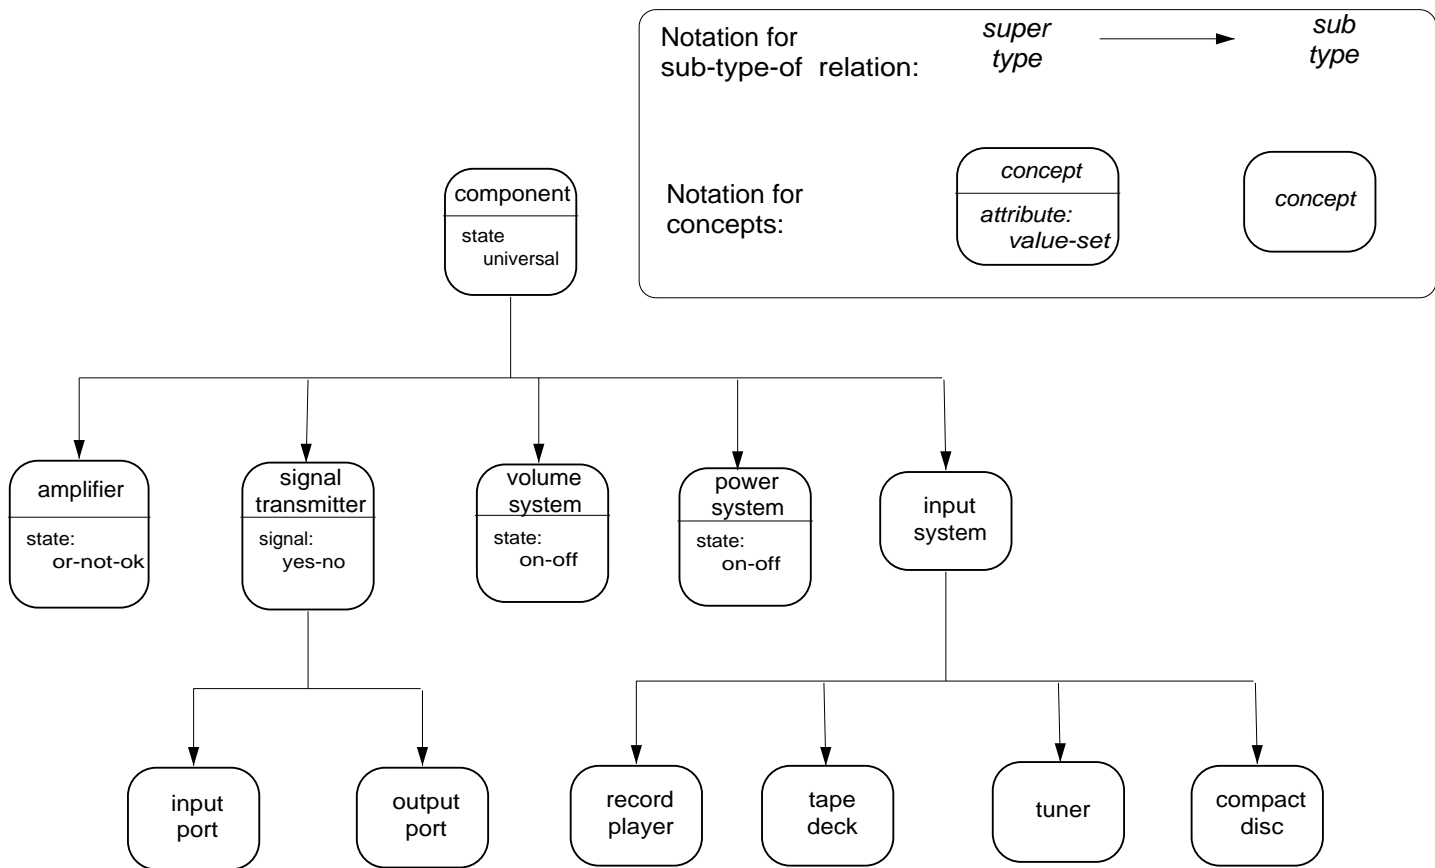 Notation for
sub-type-of relation:
super
type
sub
type
Notation for
concepts:
concept
attribute:
value-set
concept
component
state
universal
amplifier
state:
or-not-ok
signal
transmitter
signal:
yes-no
volume
system
state:
on-off
power
system
state:
on-off
input
system
input
port
output
port
record
player
tape
deck
tuner
compact
disc